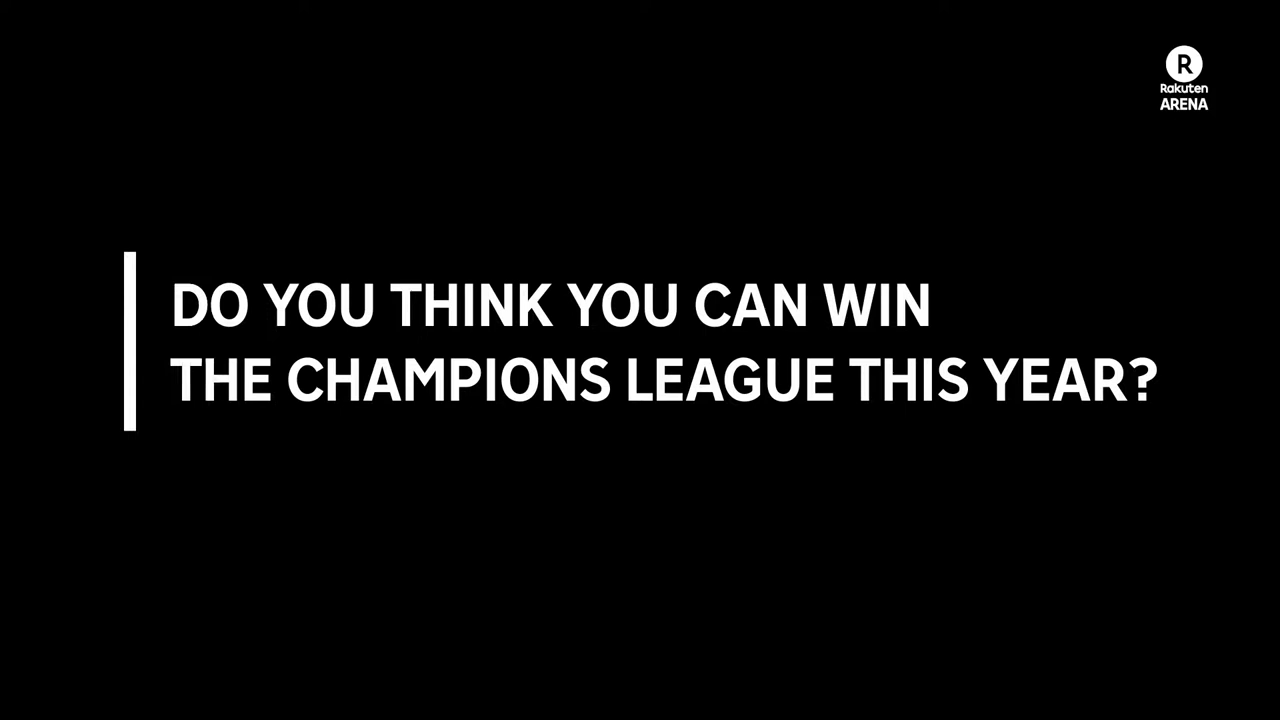 R
Rakuten
ARENA
DO YOU THINK YOU CAN WIN
THE CHAMPIONS LEAGUE THIS YEAR?